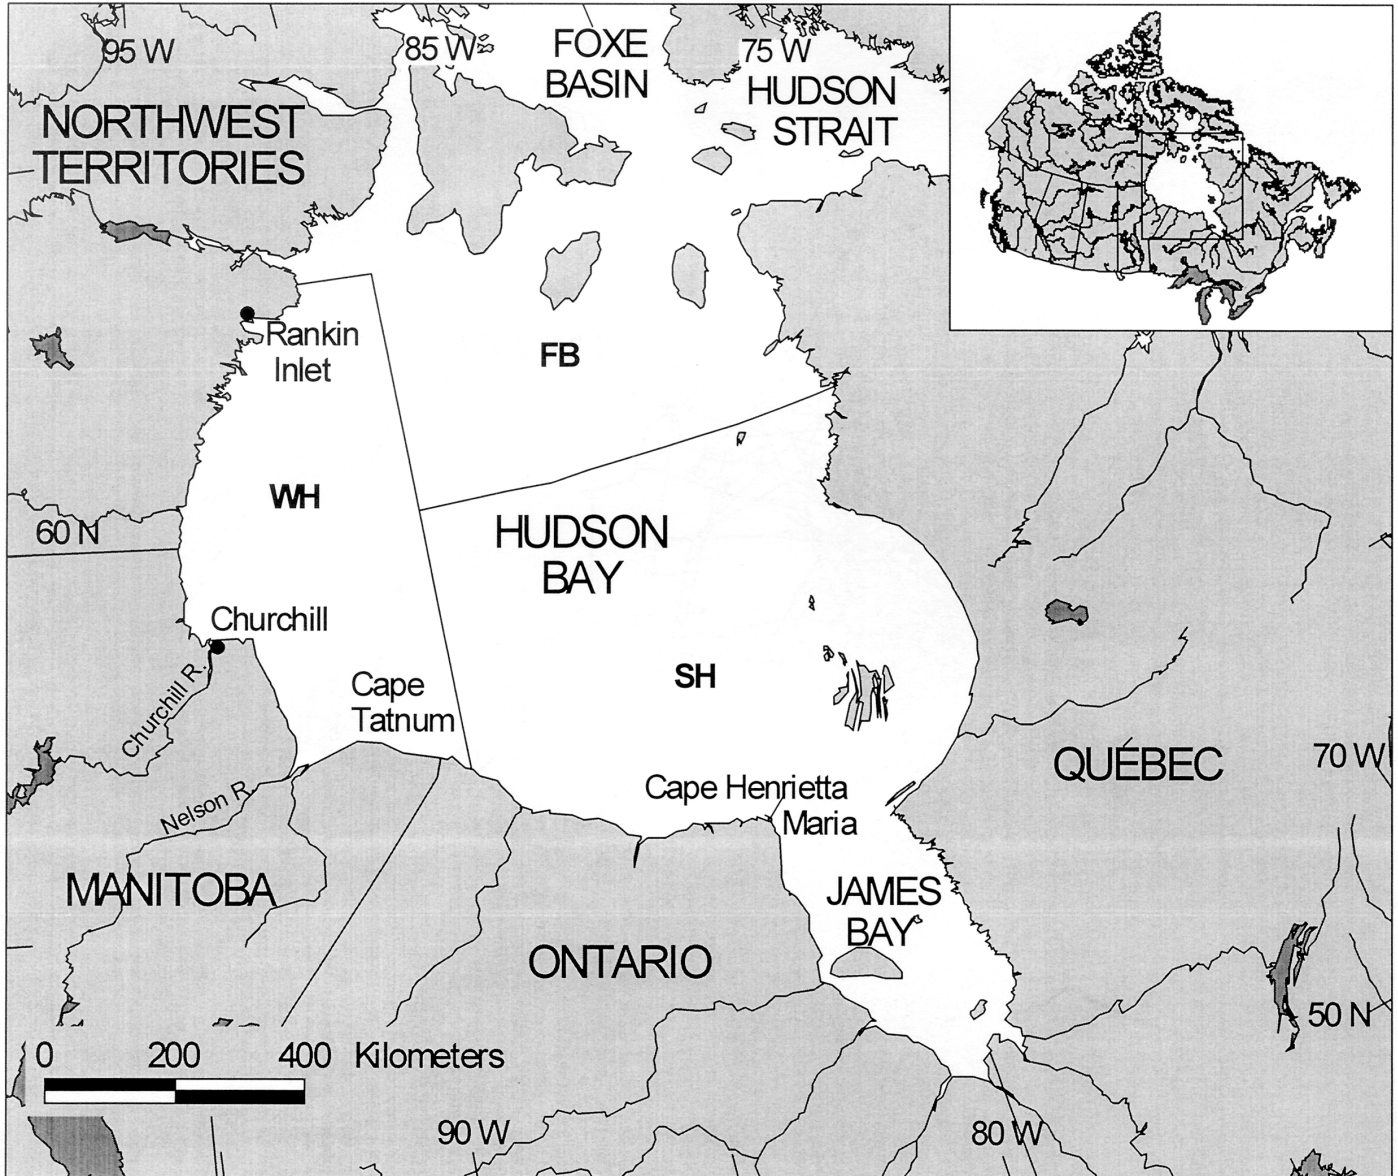 95 W
85 W
FOXE
BASIN
75 W
HUDSON
STRAIT
NORTHWEST
TERRITORIES
Rankin
Inlet
FB
WH
60 N
HUDSON
BAY
Churchill
Churchill R.
Cape
Tatnum
SH
Nelson R.
Cape Henrietta
Maria
QUÉBEC
70 W
MANITOBA
JAMES
BAY
ONTARIO
50 N
0 200 400 Kilometers
90 W
80 W